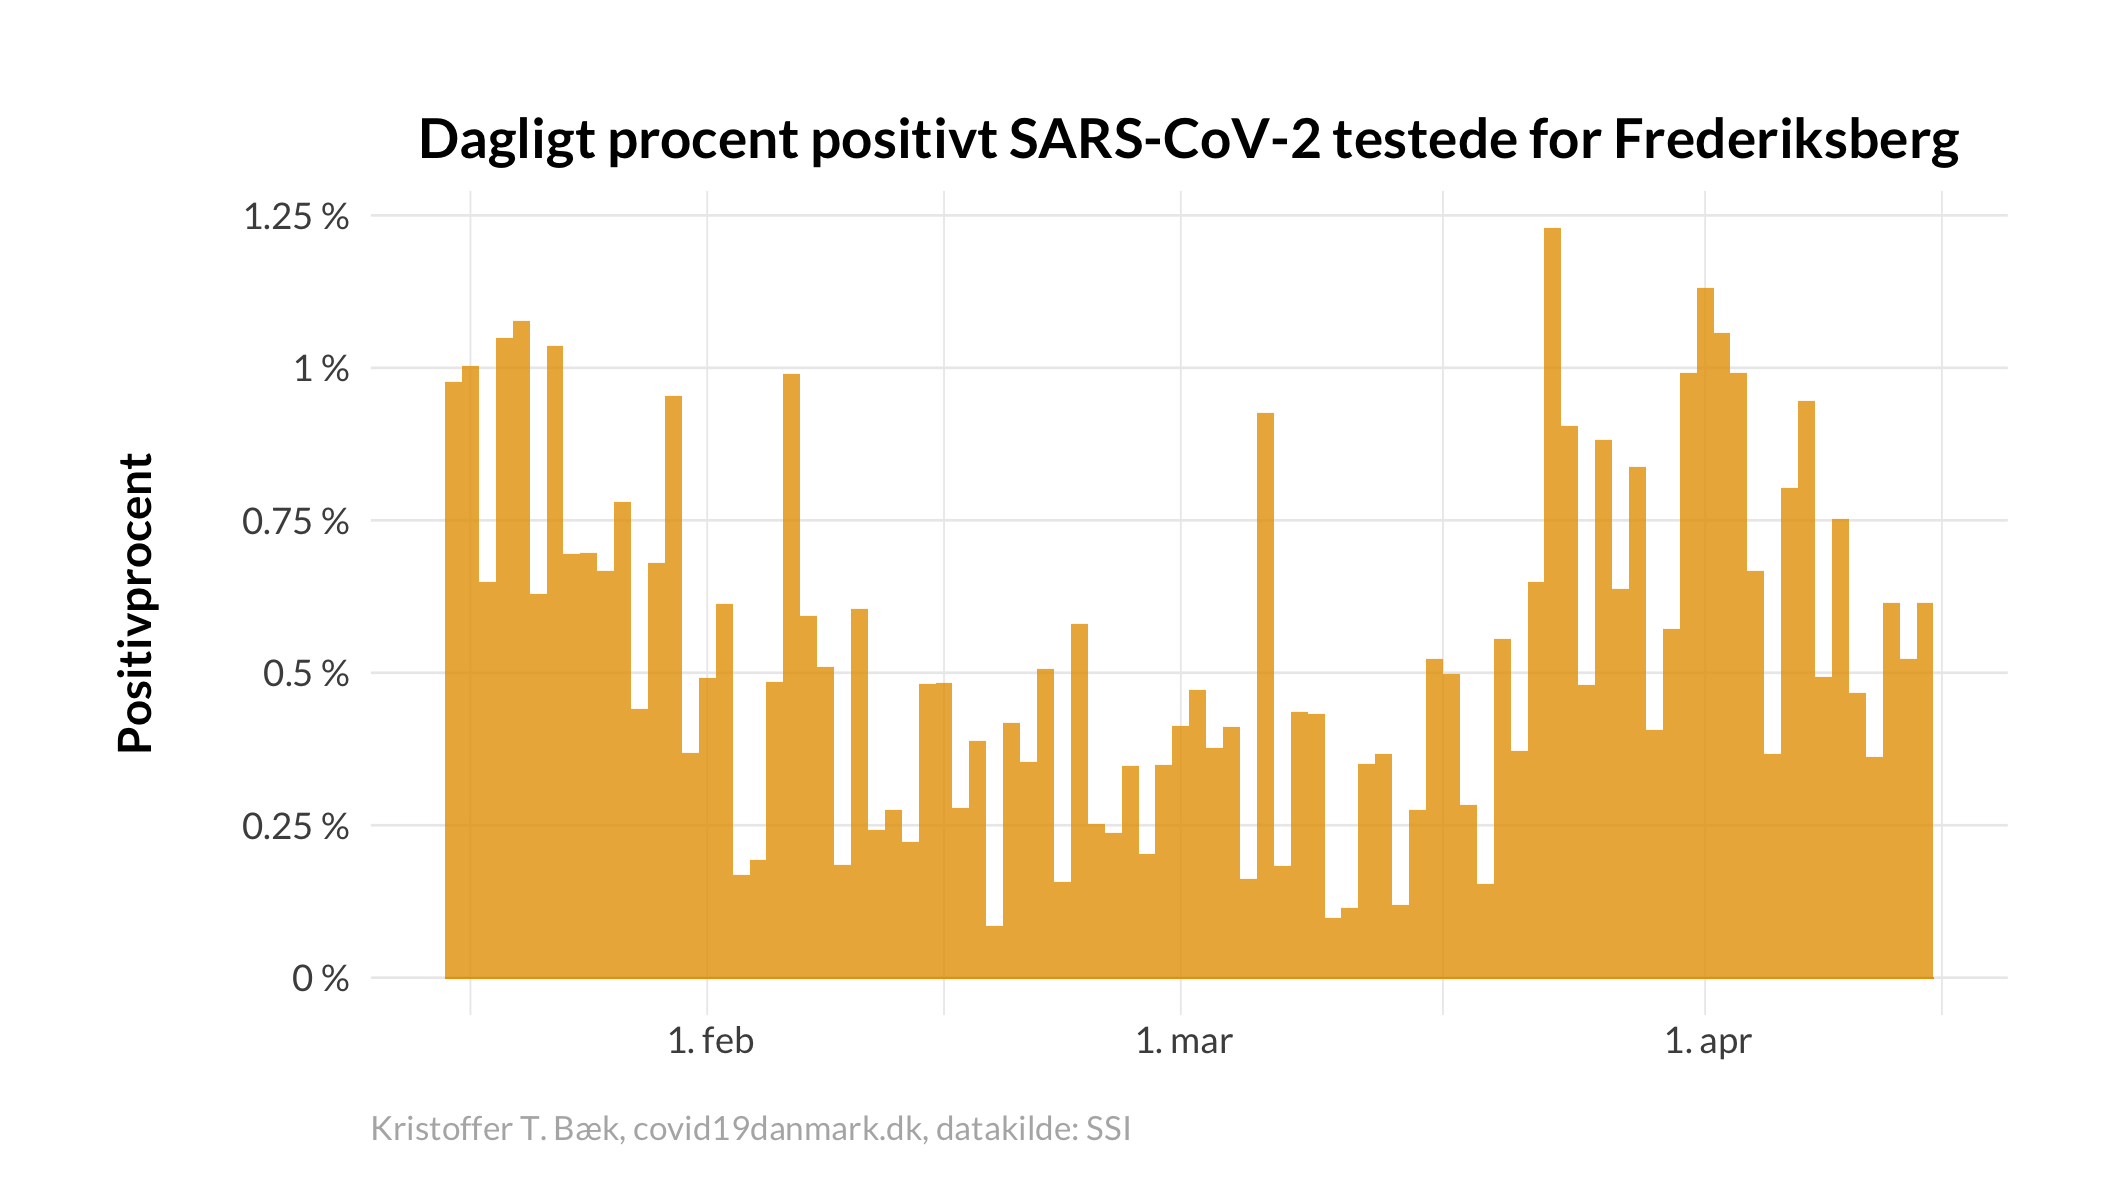 Dagligt procent positivt SARS-CoV-2 testede for Frederiksberg
Positivprocent
1.25 %
1 %
0.75 %
0.5 %
0.25 %
0 %
1. feb
1. mar
1. apr
Kristoffer T. Bæk, covid19danmark.dk, datakilde: SSI